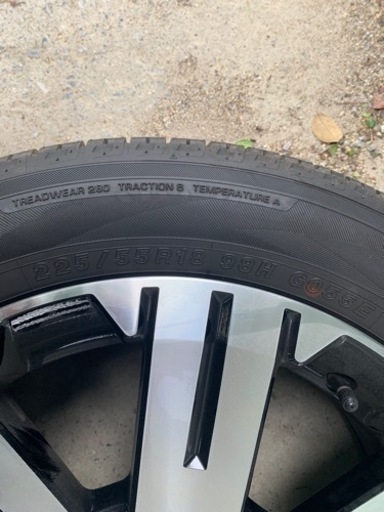 TREADWEAR 280 TRACTION B TEMPERATURE A
225/55R18 98H